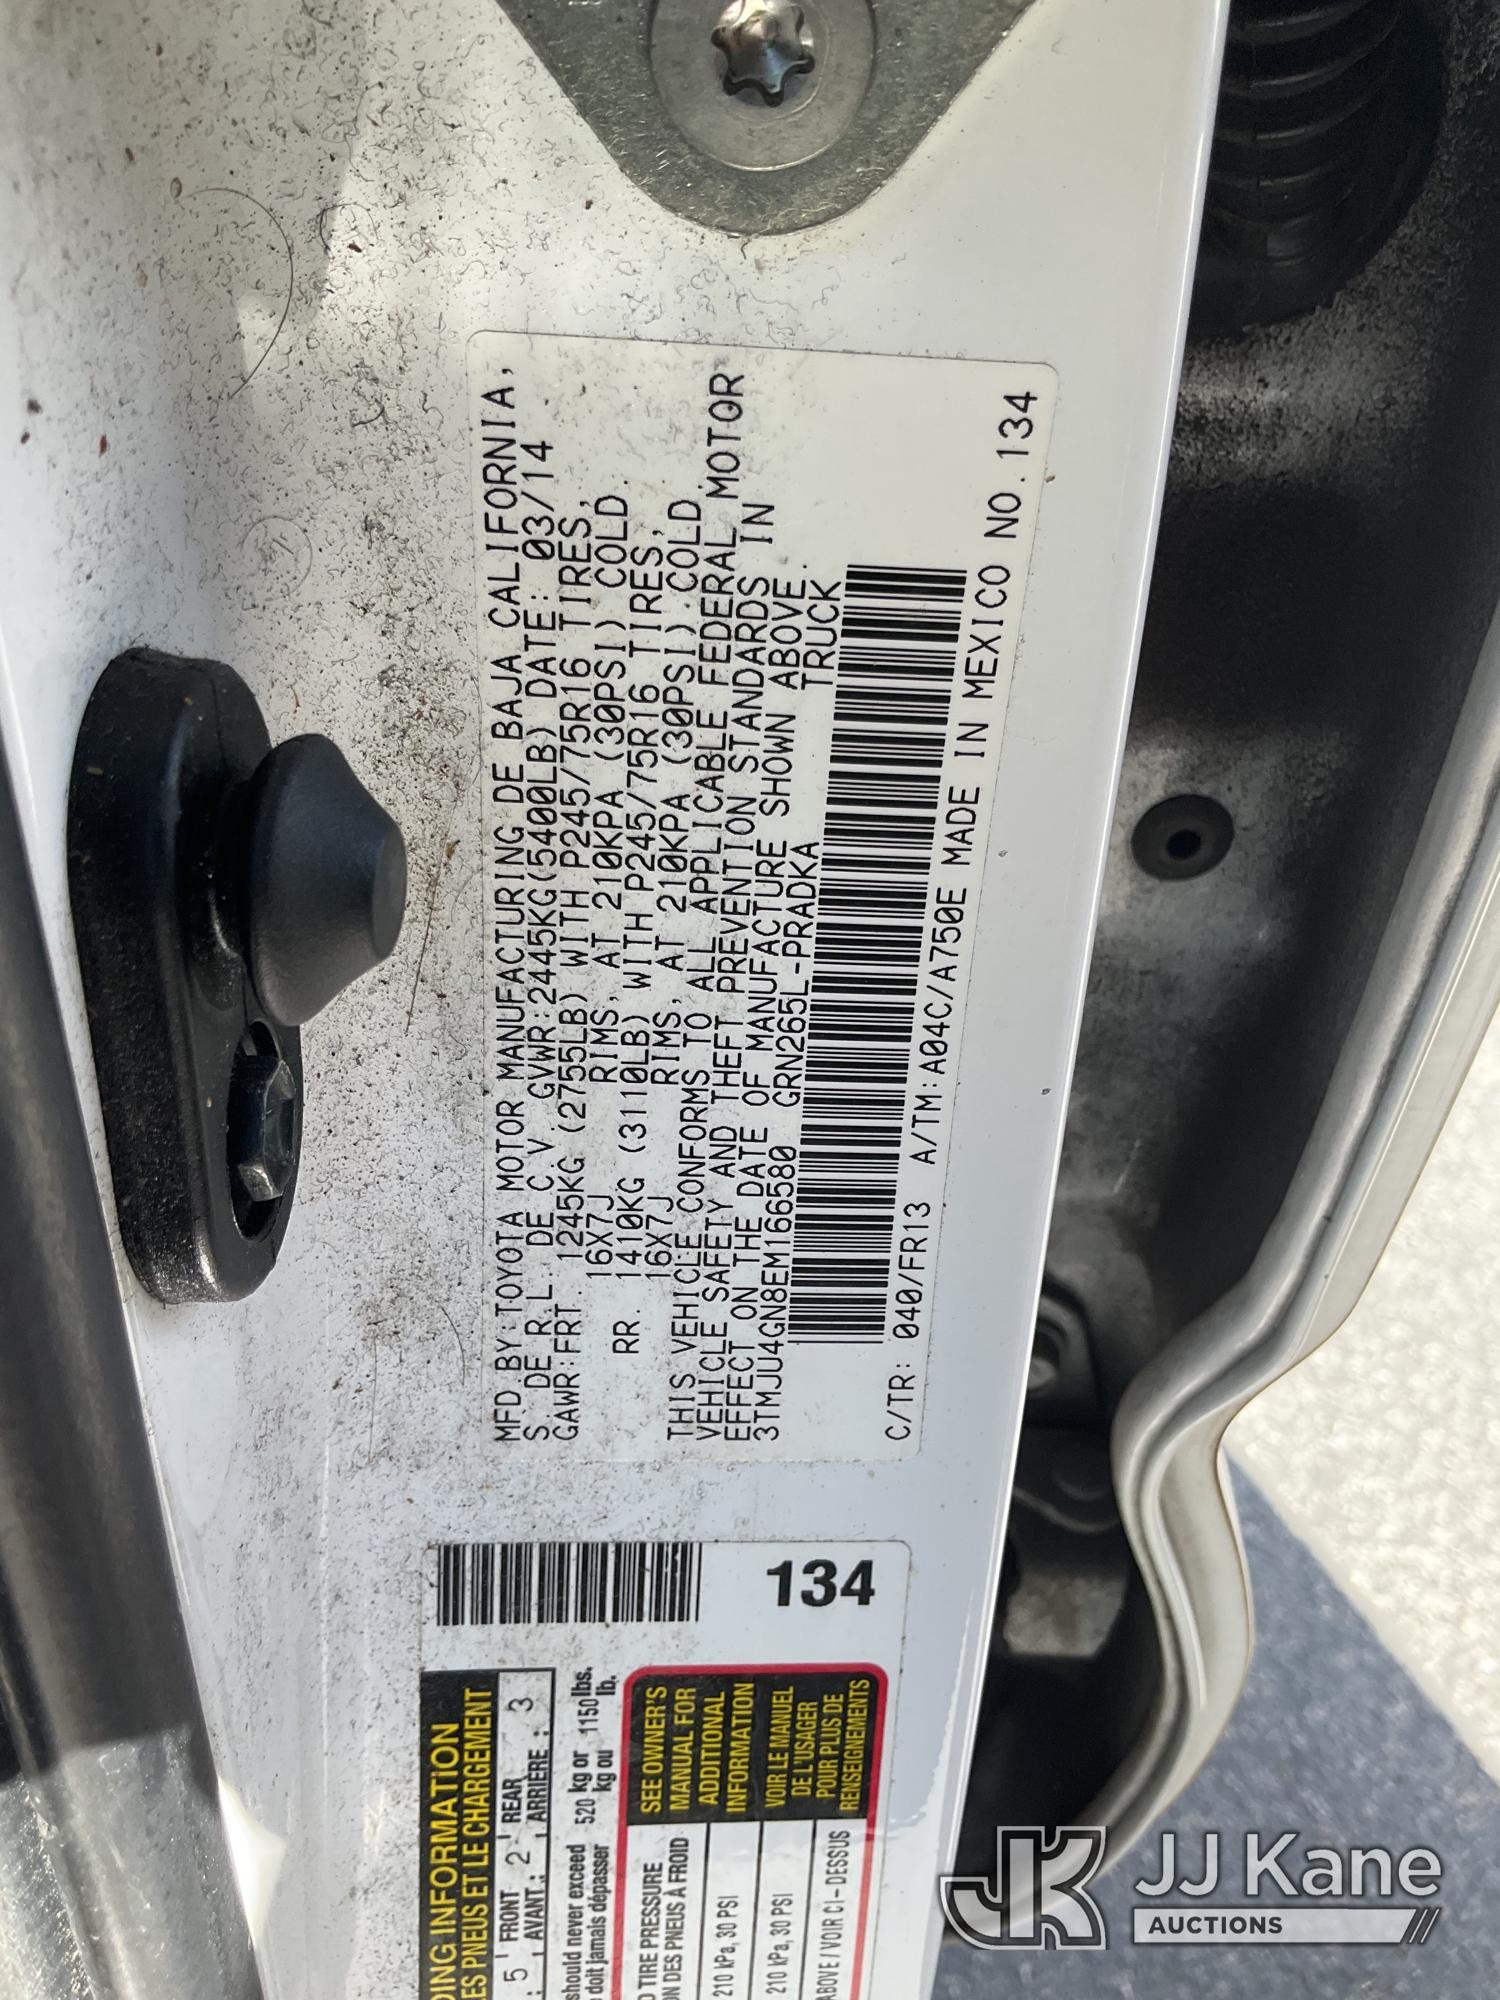 MFD.BY:TOYOTA MOTOR MANUFACTURING DE BAJA CALIFORNIA,
S. DE R.L. DE C.V. GVWR:2445KG(5400LB) DATE: 03/14
GAWR:FRT. 1245KG (2755LB) WITH P245/75R16 TIRES,
16X7J RIMS, AT 210KPA (30PSI) COLD.
RR. 1410KG (3110LB) WITH P245/75R16 TIRES,
16X7J RIMS, AT 210KPA (30PSI) COLD.
THIS VEHICLE CONFORMS TO ALL APPLICABLE FEDERAL MOTOR
VEHICLE SAFETY AND THEFT PREVENTION STANDARDS IN
EFFECT ON THE DATE OF MANUFACTURE SHOWN ABOVE.
3TMJU4GN8EM166580 GRN265L-PRADKA TRUCK
C/TR: 040/FR13 A/TM:A04C/A750E MADE IN MEXICO NO.134
134
DING INFORMATION
ES PNEUS ET LE CHARGEMENT
: 5 FRONT : 2 REAR : 3
AVANT ARRIÈRE
should never exceed 520 kg or 1150 lbs.
doit jamais dépasser kg ou lb.
TIRE PRESSURE
ON DES PNEUS À FROID
210 kPa, 30 PSI
210 kPa, 30 PSI
ABOVE / VOIR CI-DESSUS
SEE OWNER'S
MANUAL FOR
ADDITIONAL
INFORMATION
VOIR LE MANUEL
DE L'USAGER
POUR PLUS DE
RENSEIGNEMENTS
JK
JJ Kane
AUCTIONS